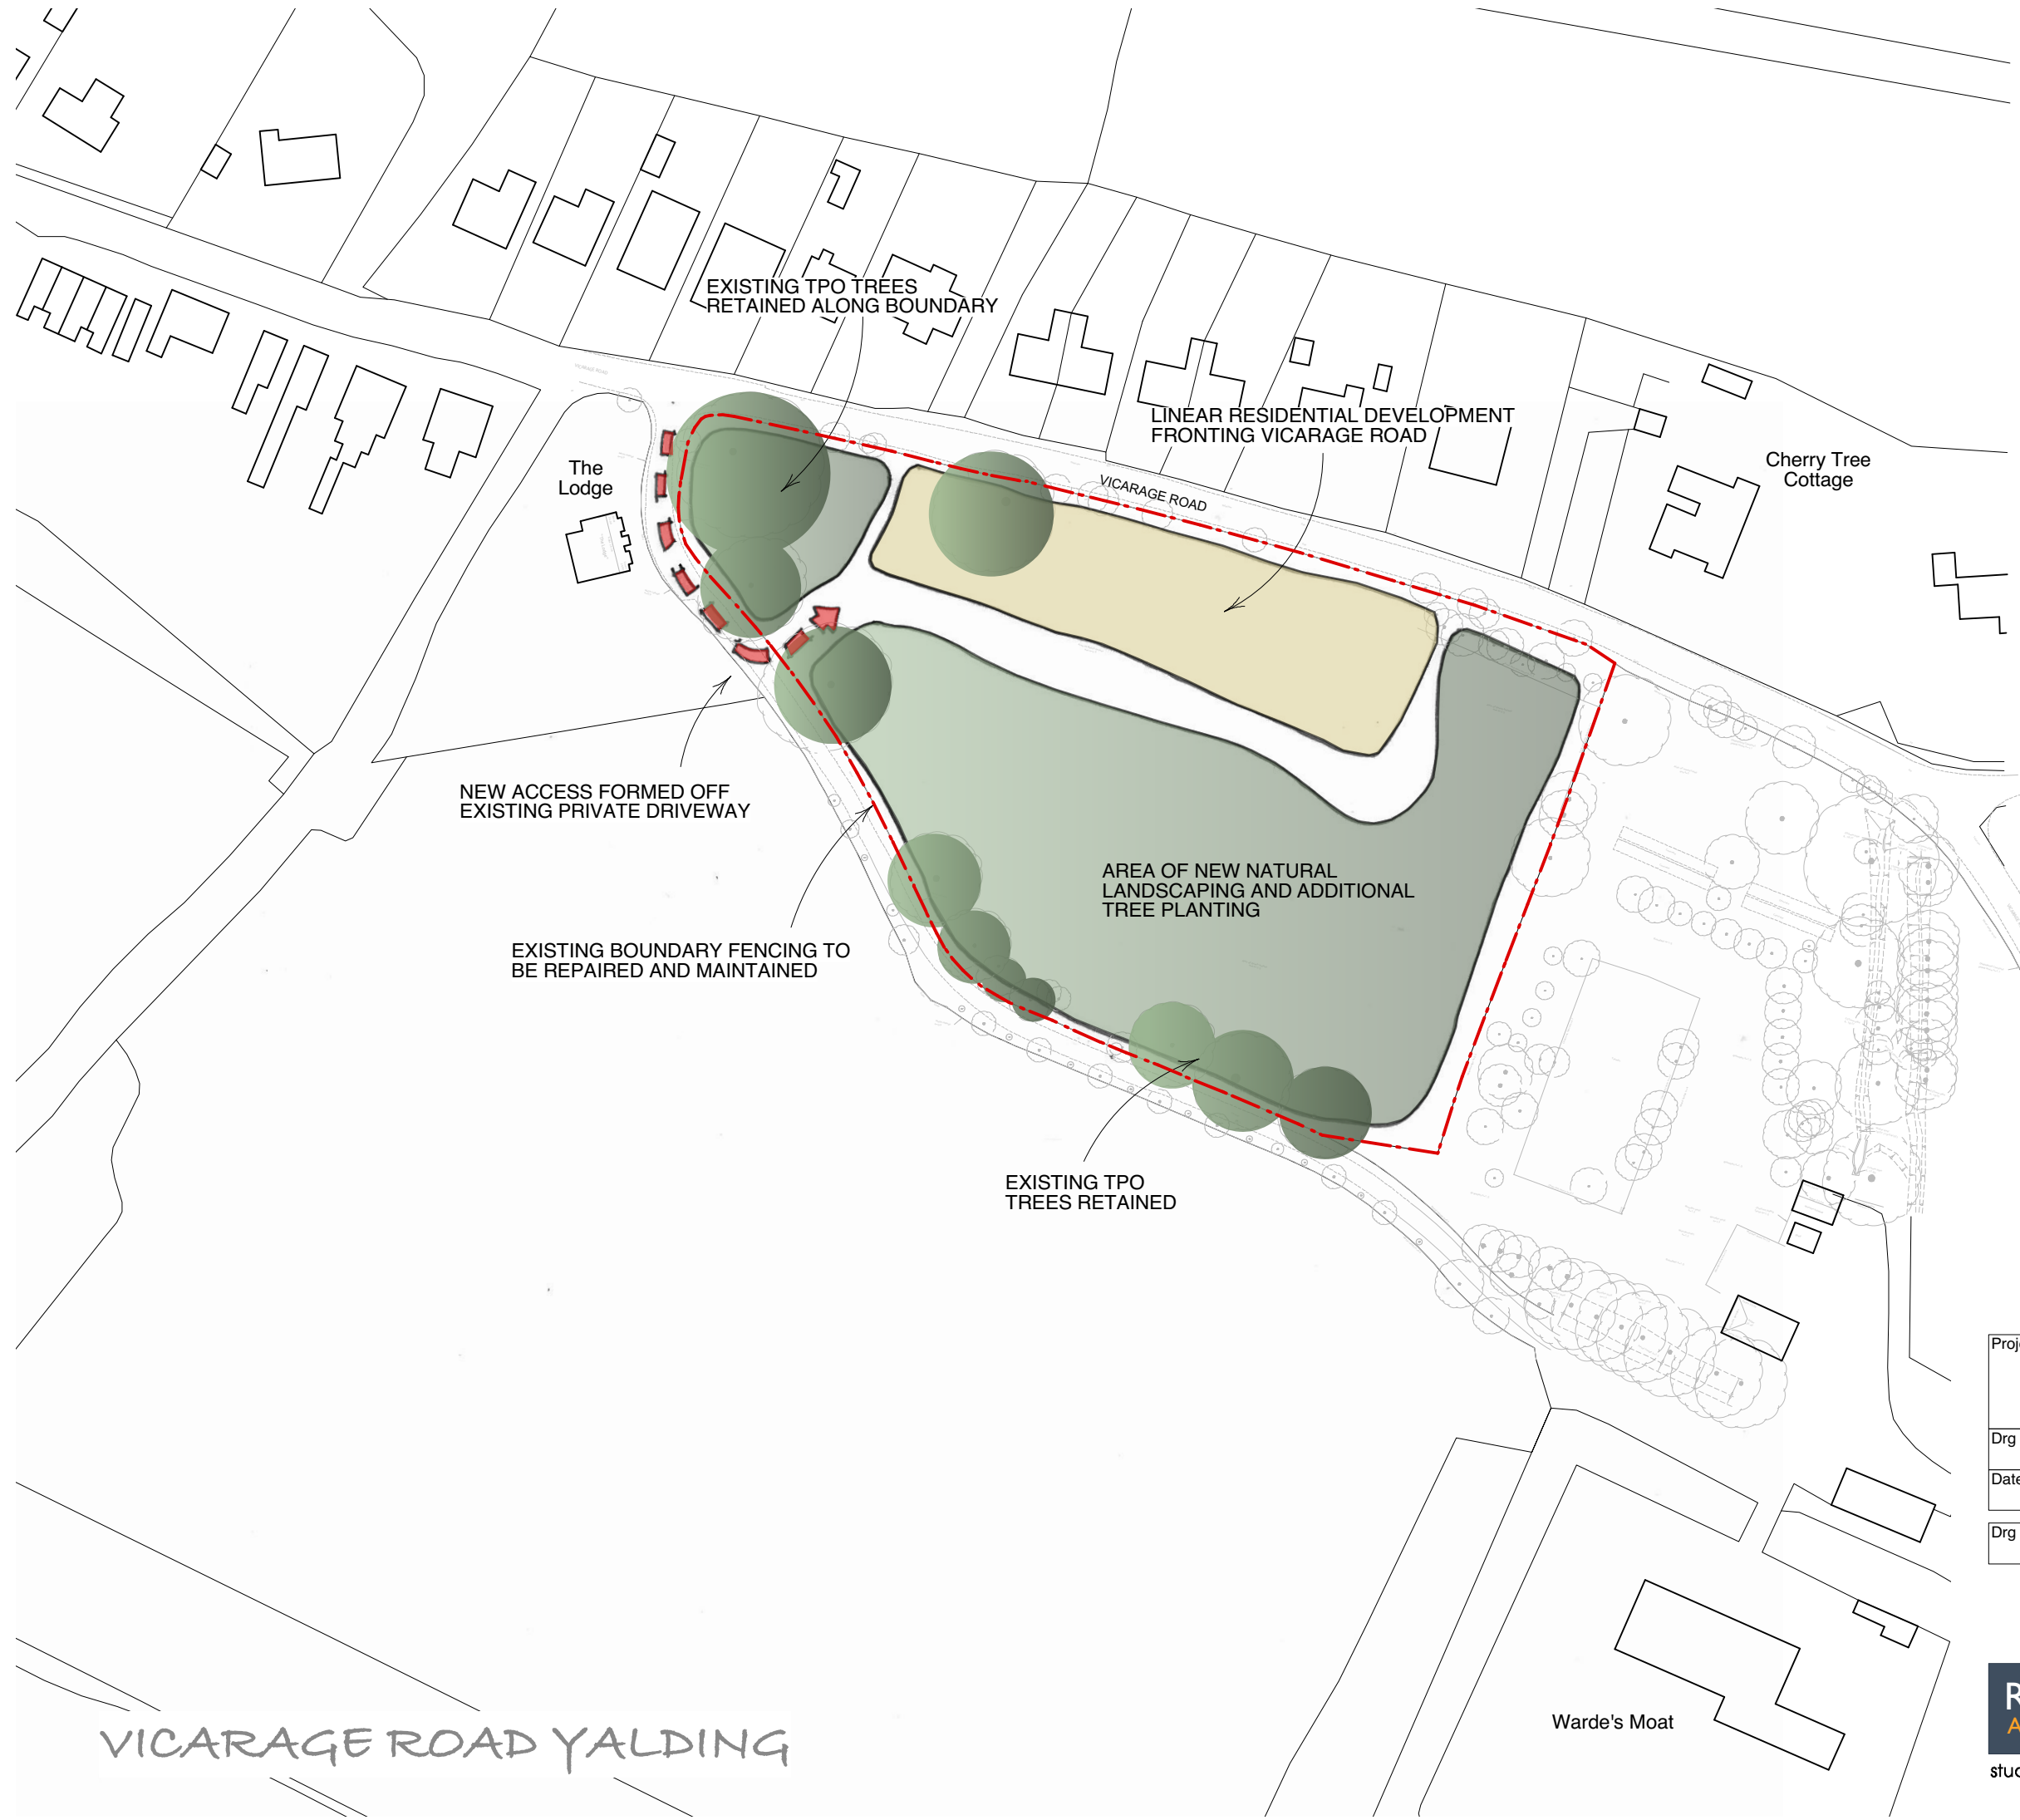 EXISTING TPO TREES
RETAINED ALONG BOUNDARY
LINEAR RESIDENTIAL DEVELOPMENT
FRONTING VICARAGE ROAD
The
Lodge
VICARAGE ROAD
Cherry Tree
Cottage
NEW ACCESS FORMED OFF
EXISTING PRIVATE DRIVEWAY
AREA OF NEW NATURAL
LANDSCAPING AND ADDITIONAL
TREE PLANTING
EXISTING BOUNDARY FENCING TO
BE REPAIRED AND MAINTAINED
EXISTING TPO
TREES RETAINED
Drg
Date
Drg
Warde's Moat
VICARAGE ROAD YALDING